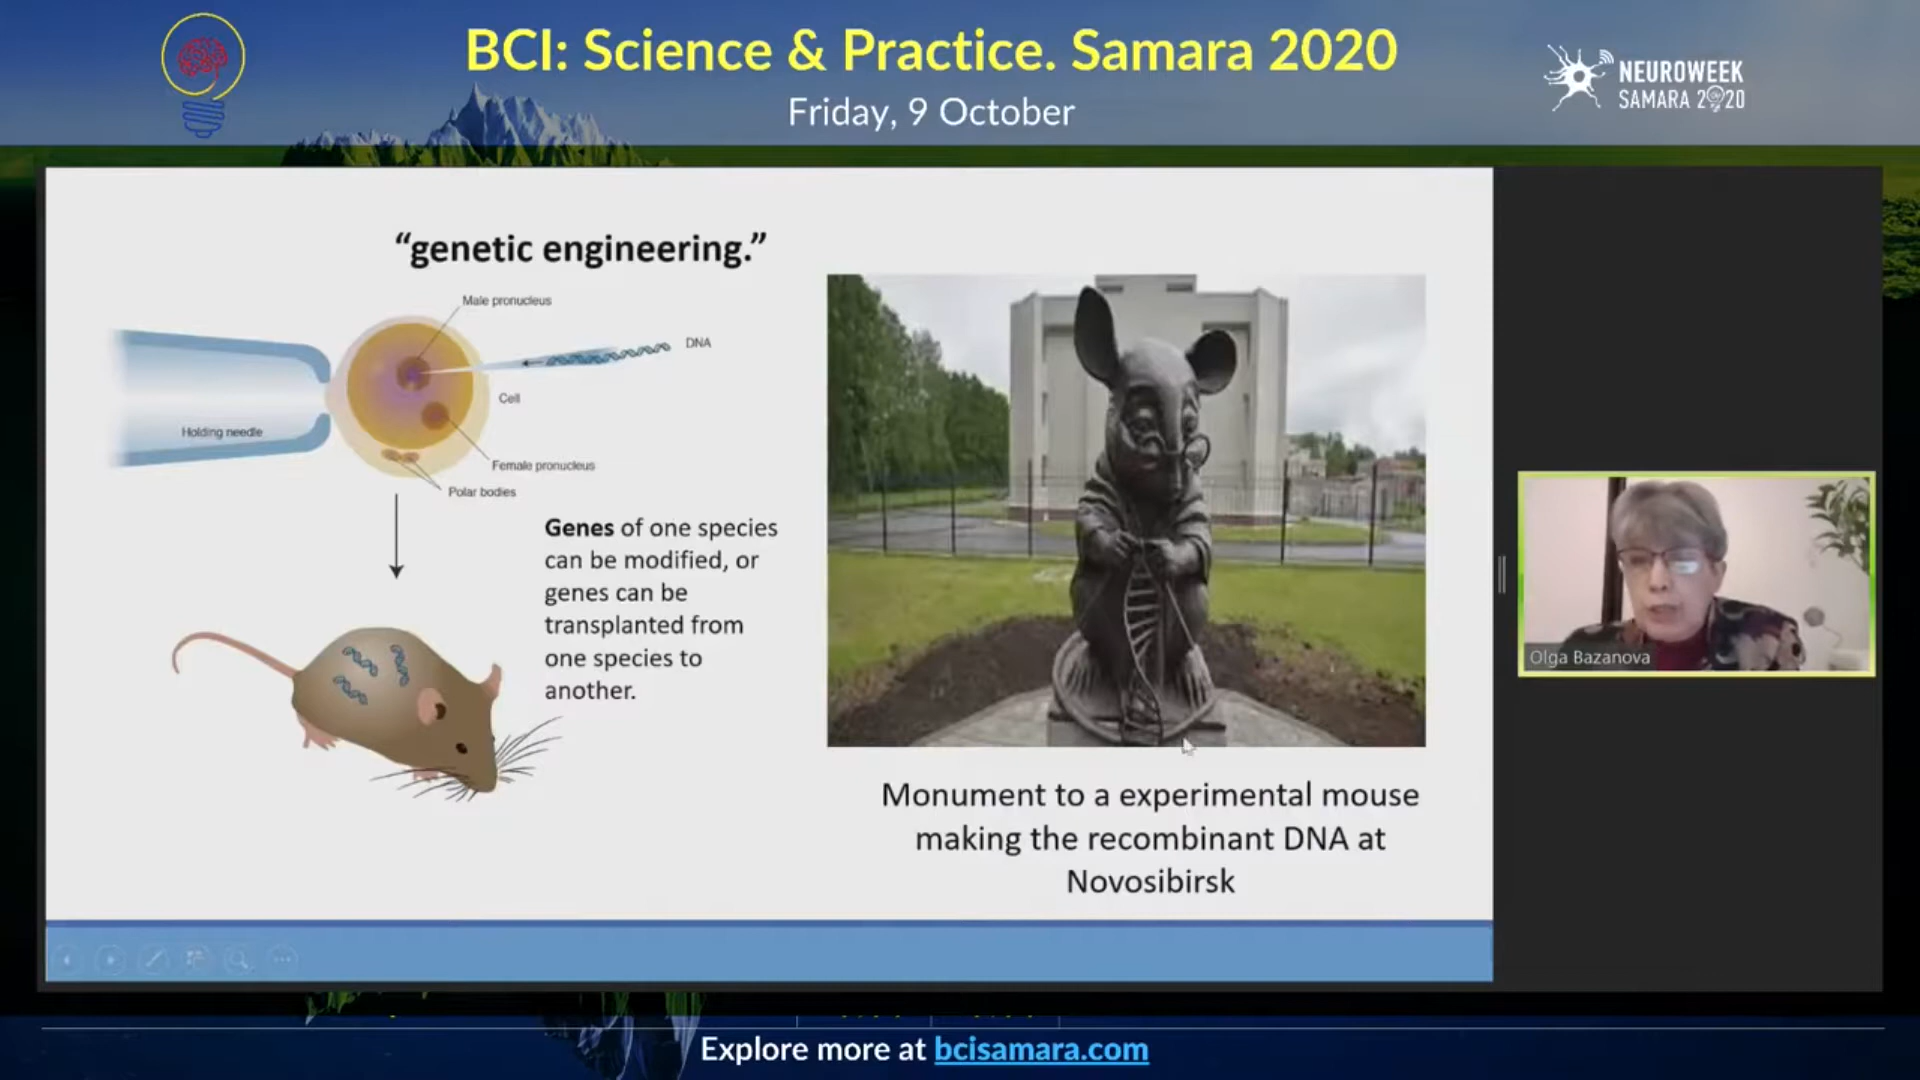 BCI: Science & Practice. Samara 2020
Friday, 9 October
NEUROWEEK
SAMARA 2020
“genetic engineering.”
Male pronucleus
DNA
Cell
Holding needle
Female pronucleus
Polar bodies
Genes of one species
can be modified, or
genes can be
transplanted from
one species to
another.
Monument to a experimental mouse
making the recombinant DNA at
Novosibirsk
Olga Bazanova
Explore more at bcisamara.com